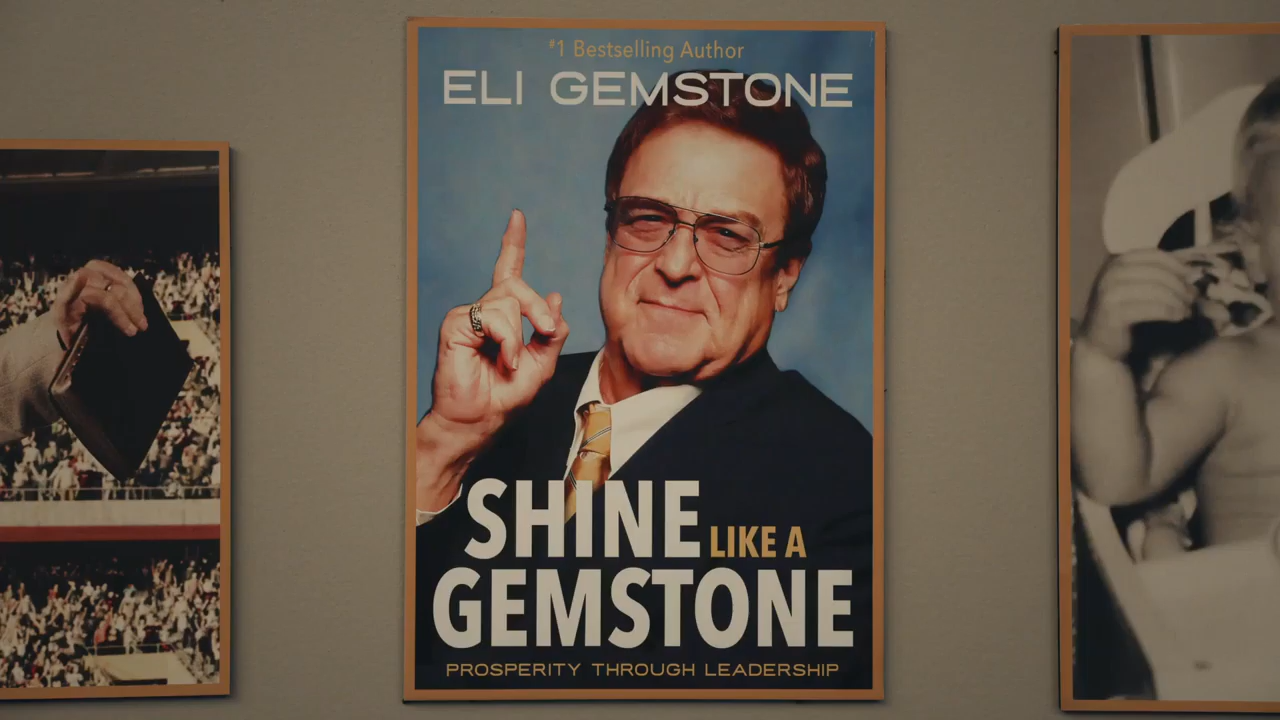 #1 Bestselling Author
ELI GEMSTONE
SHINE LIKE A
GEMSTONE
PROSPERITY THROUGH LEADERSHIP